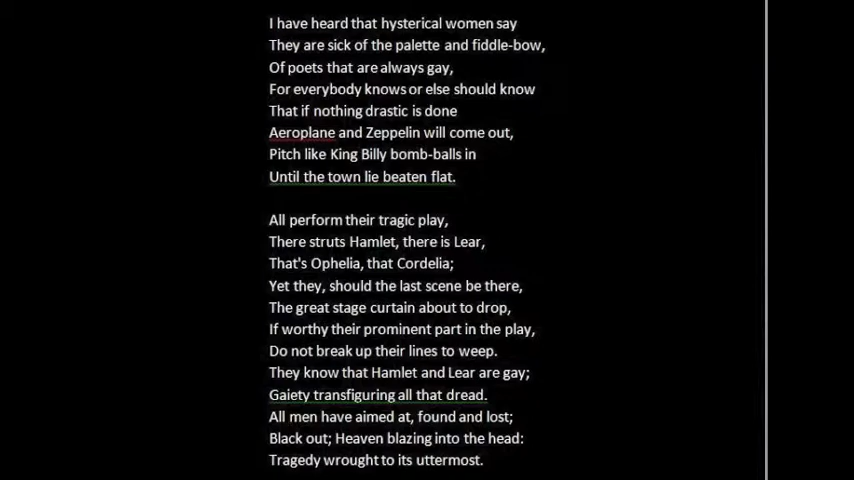 I have heard that hysterical women say
They are sick of the palette and fiddle-bow,
Of poets that are always gay,
For everybody knows or else should know
That if nothing drastic is done
Aeroplane and Zeppelin will come out,
Pitch like King Billy bomb-balls in
Until the town lie beaten flat.

All perform their tragic play,
There struts Hamlet, there is Lear,
That's Ophelia, that Cordelia;
Yet they, should the last scene be there,
The great stage curtain about to drop,
If worthy their prominent part in the play,
Do not break up their lines to weep.
They know that Hamlet and Lear are gay;
Gaiety transfiguring all that dread.
All men have aimed at, found and lost;
Black out; Heaven blazing into the head:
Tragedy wrought to its uttermost.